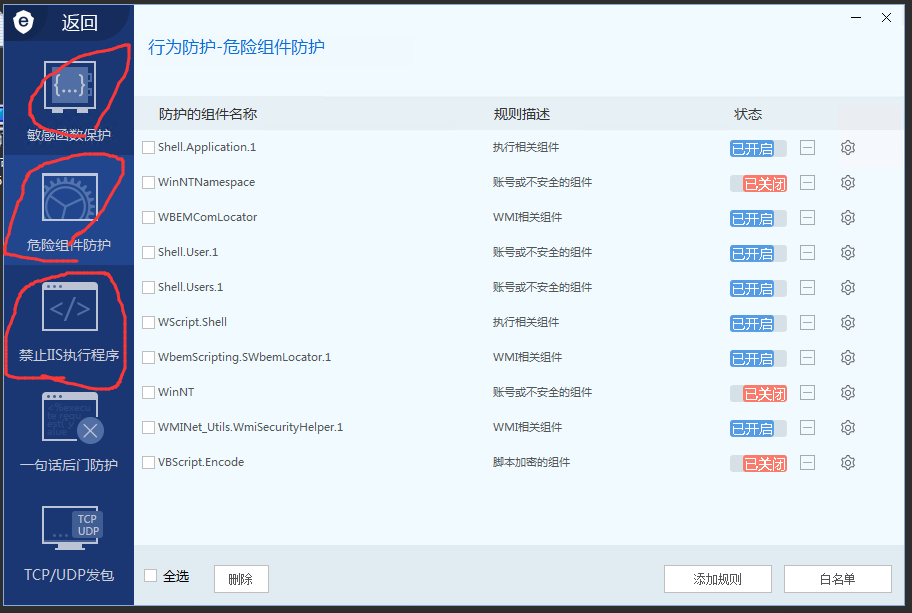 返回
行为防护-危险组件防护
敏感函数保护
危险组件防护
禁止IIS执行程序
一句话后门防护
TCP
UDP
TCP/UDP发包
防护的组件名称 规则描述 状态
Shell.Application.1 执行相关组件 已开启
WinNTNamespace 账号或不安全的组件 已关闭
WBEMComLocator WMI相关组件 已开启
Shell.User.1 账号或不安全的组件 已开启
Shell.Users.1 账号或不安全的组件 已开启
WScript.Shell 执行相关组件 已开启
WbemScripting.SWbemLocator.1 WMI相关组件 已开启
WinNT 账号或不安全的组件 已关闭
WMINet_Utils.WmiSecurityHelper.1 WMI相关组件 已开启
VBScript.Encode 脚本加密的组件 已关闭
全选 删除 添加规则 白名单